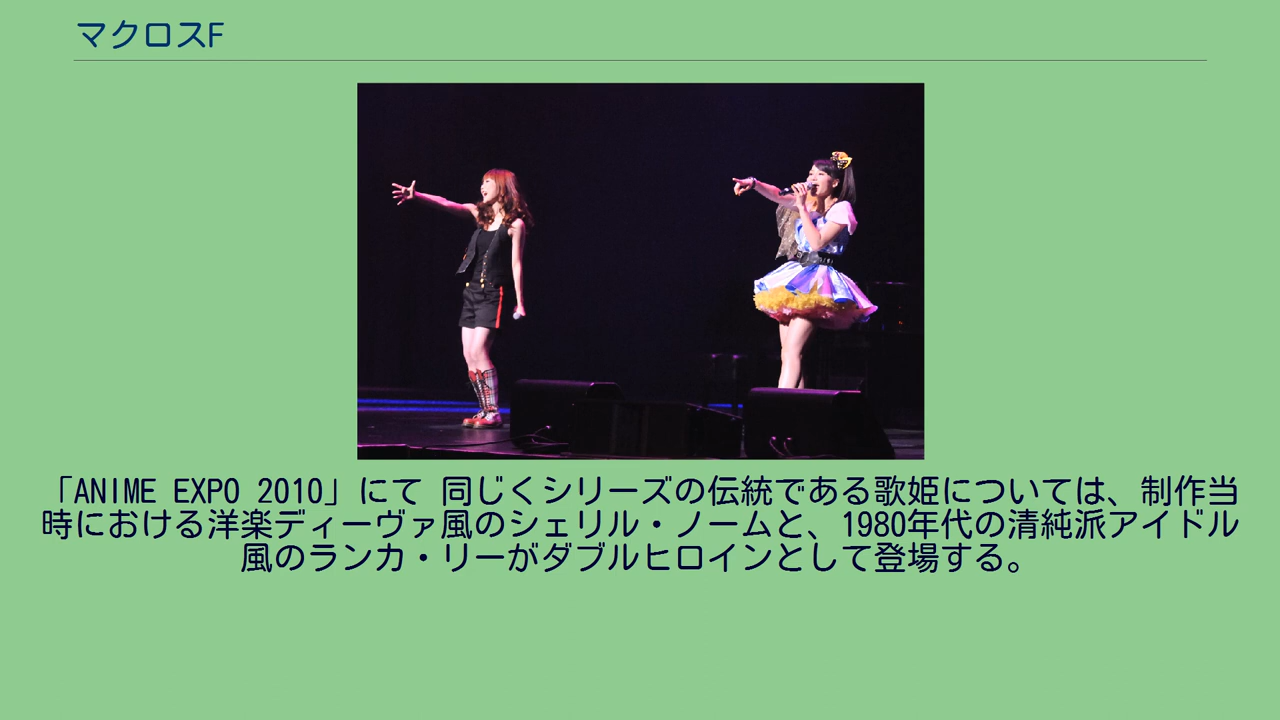 マクロスF
「ANIME EXPO 2010」にて 同じくシリーズの伝統である歌姫については、制作当
時における洋楽ディーヴァ風のシェリル・ノームと、1980年代の清純派アイドル
風のランカ・リーがダブルヒロインとして登場する。